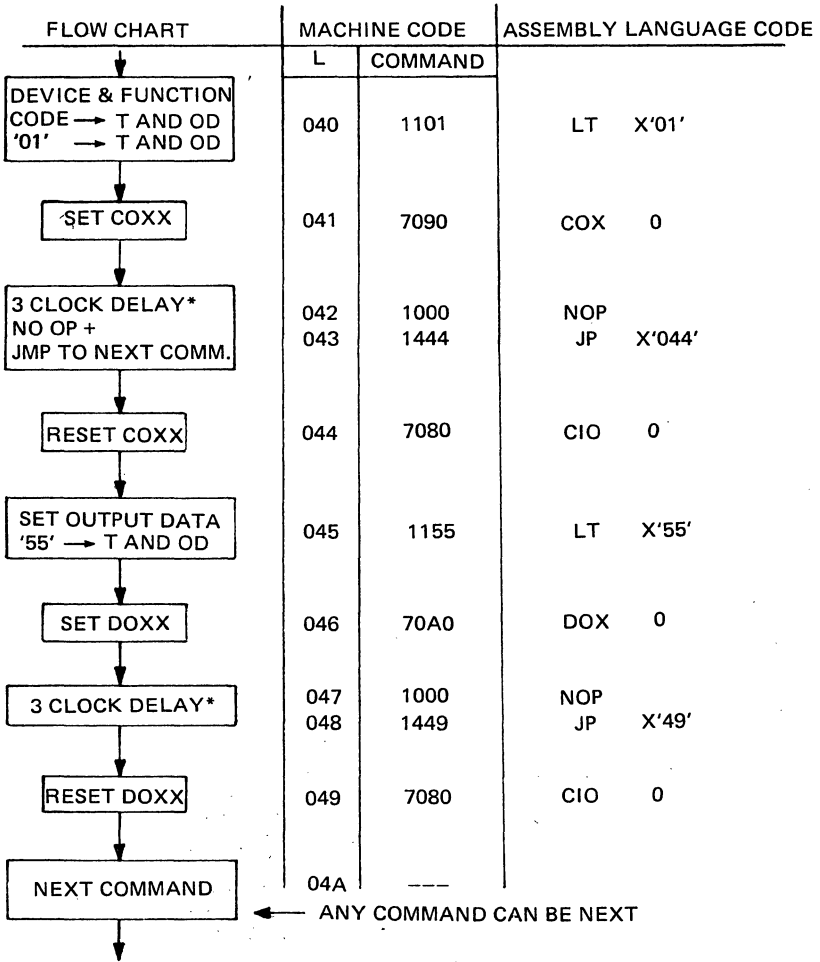 FLOW CHART MACHINE CODE ASSEMBLY LANGUAGE CODE
L COMMAND
DEVICE & FUNCTION
CODE → T AND OD
'01' → T AND OD
040 1101 LT X'01'
SET COXX
041 7090 COX 0
3 CLOCK DELAY*
NO OP +
JMP TO NEXT COMM.
042 1000 NOP
043 1444 JP X'044'
RESET COXX
044 7080 CIO 0
SET OUTPUT DATA
'55' → T AND OD
045 1155 LT X'55'
SET DOXX
046 70A0 DOX 0
3 CLOCK DELAY*
047 1000 NOP
048 1449 JP X'49'
RESET DOXX
049 7080 CIO 0
NEXT COMMAND
04A ---
ANY COMMAND CAN BE NEXT